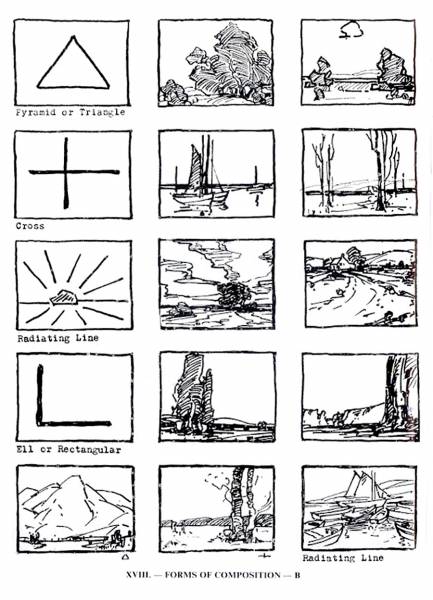 Pyramid or Triangle
Cross
Radiating Line
Ell or Rectangular
Radiating Line
XVIII. — FORMS OF COMPOSITION — B